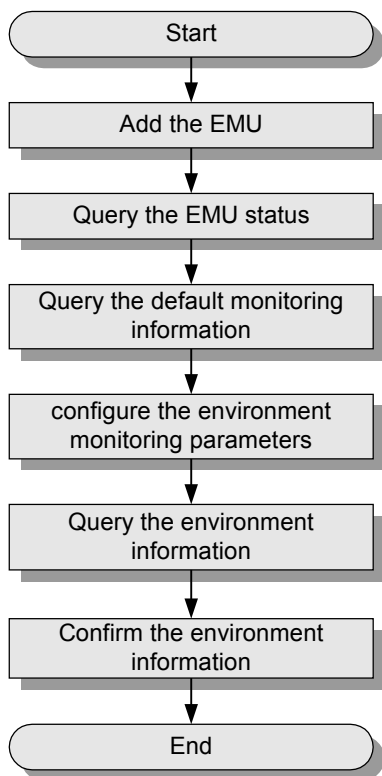 Start
Add the EMU
Query the EMU status
Query the default monitoring
information
configure the environment
monitoring parameters
Query the environment
information
Confirm the environment
information
End